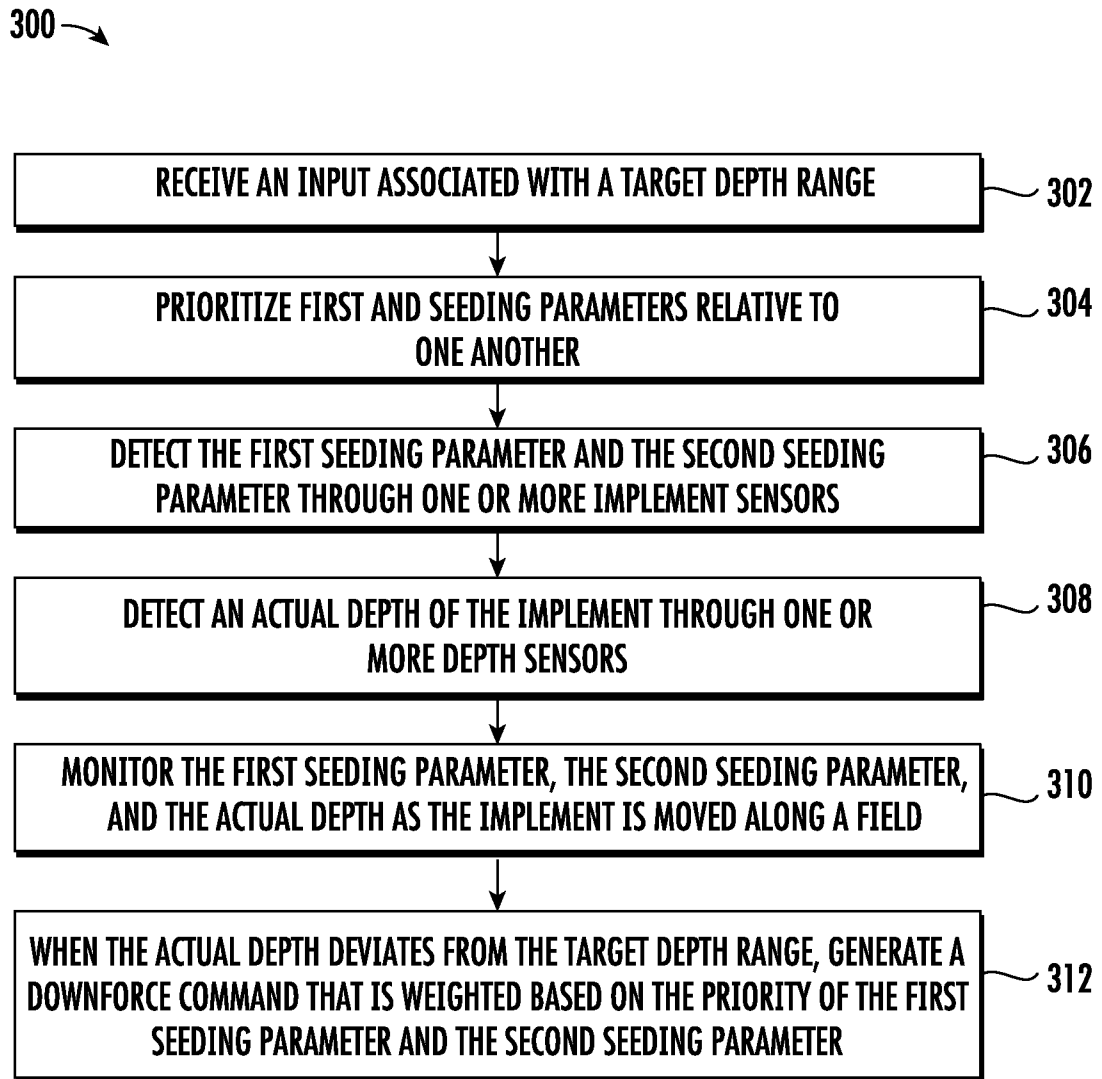 300
RECEIVE AN INPUT ASSOCIATED WITH A TARGET DEPTH RANGE
302
PRIORITIZE FIRST AND SEEDING PARAMETERS RELATIVE TO
ONE ANOTHER
304
DETECT THE FIRST SEEDING PARAMETER AND THE SECOND SEEDING
PARAMETER THROUGH ONE OR MORE IMPLEMENT SENSORS
306
DETECT AN ACTUAL DEPTH OF THE IMPLEMENT THROUGH ONE OR
MORE DEPTH SENSORS
308
MONITOR THE FIRST SEEDING PARAMETER, THE SECOND SEEDING PARAMETER,
AND THE ACTUAL DEPTH AS THE IMPLEMENT IS MOVED ALONG A FIELD
310
WHEN THE ACTUAL DEPTH DEVIATES FROM THE TARGET DEPTH RANGE, GENERATE A
DOWNFORCE COMMAND THAT IS WEIGHTED BASED ON THE PRIORITY OF THE FIRST
SEEDING PARAMETER AND THE SECOND SEEDING PARAMETER
312